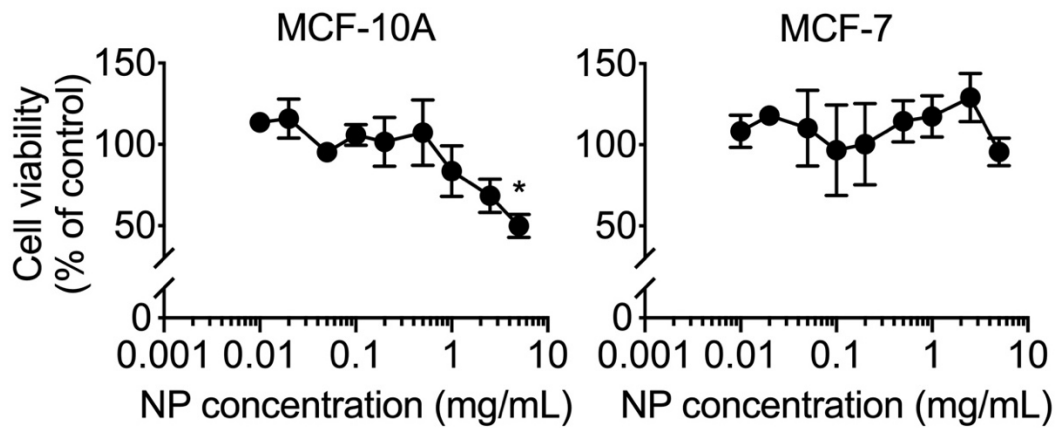 MCF-10A
Cell viability
(% of control)
150
100
50
0
*
0.001 0.01 0.1 1 10
NP concentration (mg/mL)
MCF-7
150
100
50
0
0.001 0.01 0.1 1 10
NP concentration (mg/mL)